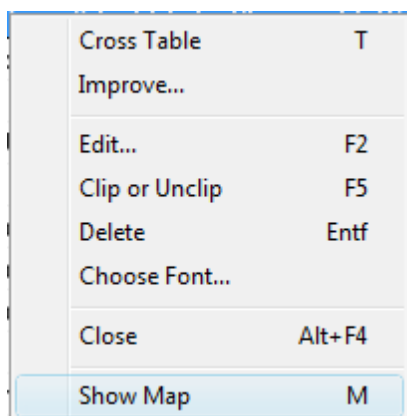 Cross Table T
Improve...
Edit... F2
Clip or Unclip F5
Delete Entf
Choose Font...
Close Alt+F4
Show Map M